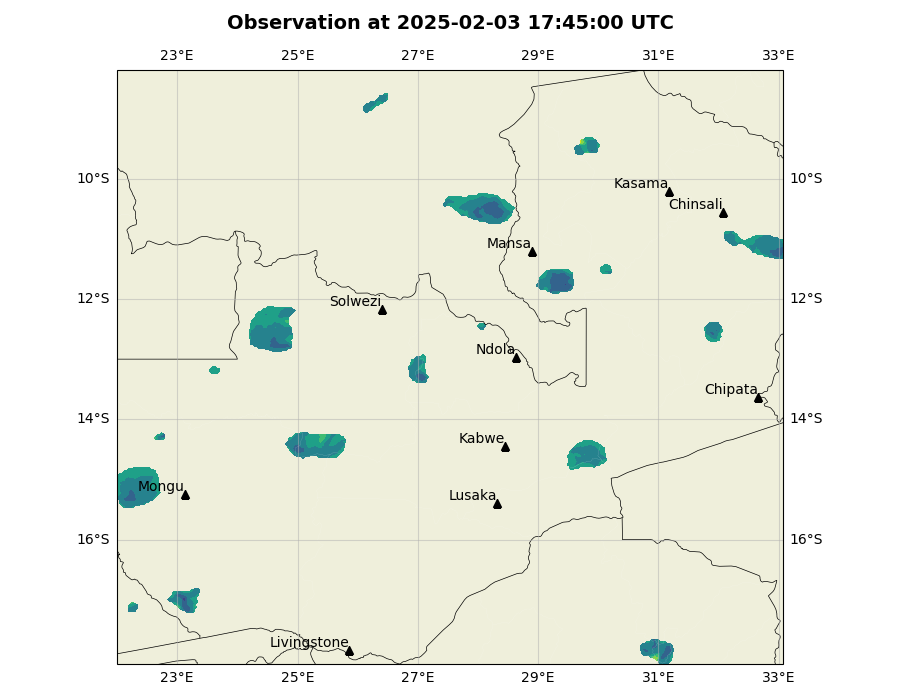 Observation at 2025-02-03 17:45:00 UTC
23°E 25°E 27°E 29°E 31°E 33°E
10°S 10°S
Kasama
Chinsali
Mansa
12°S 12°S
Solwezi
Ndola
Chipata
14°S 14°S
Kabwe
Mongu
Lusaka
16°S 16°S
Livingstone
23°E 25°E 27°E 29°E 31°E 33°E